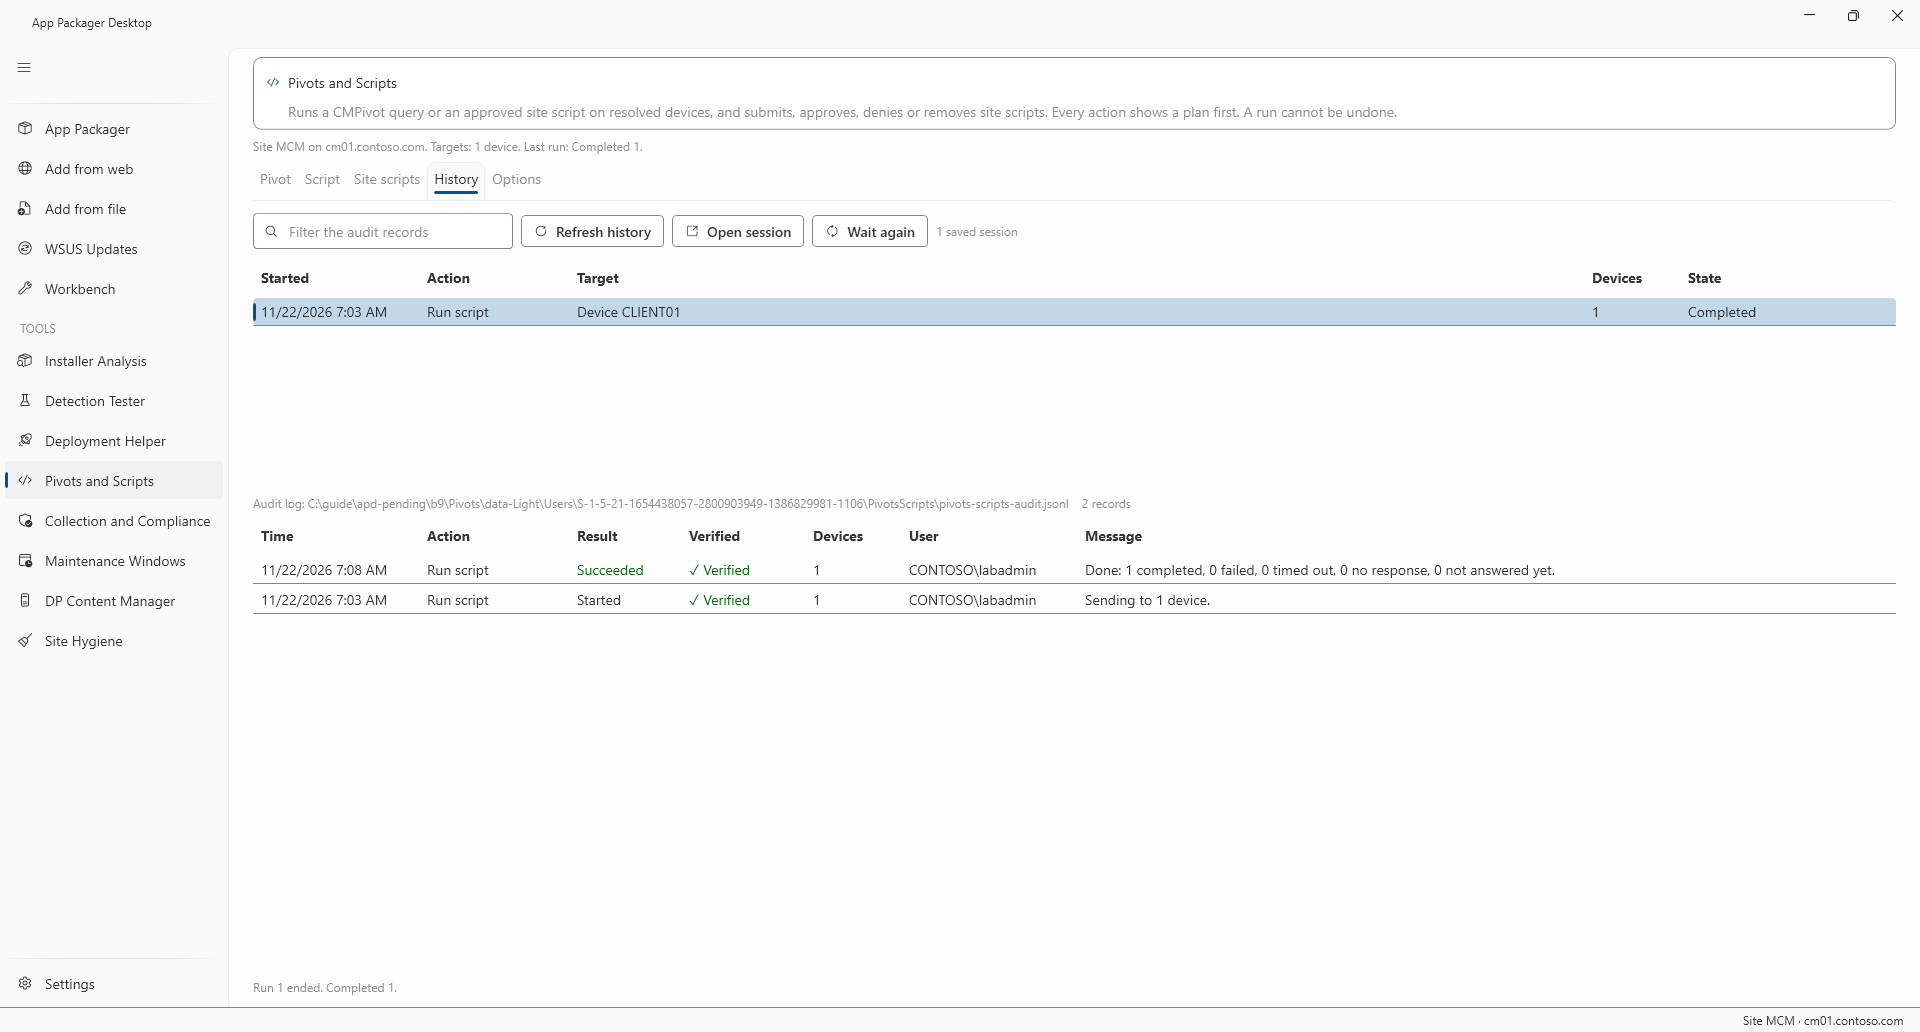 App Packager Desktop
App Packager
Add from web
Add from file
WSUS Updates
Workbench
TOOLS
Installer Analysis
Detection Tester
Deployment Helper
Pivots and Scripts
Collection and Compliance
Maintenance Windows
DP Content Manager
Site Hygiene
Settings
Pivots and Scripts
Runs a CMPivot query or an approved site script on resolved devices, and submits, approves, denies or removes site scripts. Every action shows a plan first. A run cannot be undone.
Site MCM on cm01.contoso.com. Targets: 1 device. Last run: Completed 1.
Pivot Script Site scripts History Options
Filter the audit records Refresh history Open session Wait again 1 saved session
Started Action Target Devices State
11/22/2026 7:03 AM Run script Device CLIENT01 1 Completed
Audit log: C:\guide\apd-pending\b9\Pivots\data-Light\Users\S-1-5-21-1654438057-2800903949-1386829981-1106\PivotsScripts\pivots-scripts-audit.jsonl 2 records
Time Action Result Verified Devices User Message
11/22/2026 7:08 AM Run script Succeeded ✓ Verified 1 CONTOSO\labadmin Done: 1 completed, 0 failed, 0 timed out, 0 no response, 0 not answered yet.
11/22/2026 7:03 AM Run script Started ✓ Verified 1 CONTOSO\labadmin Sending to 1 device.
Run 1 ended. Completed 1.
Site MCM · cm01.contoso.com